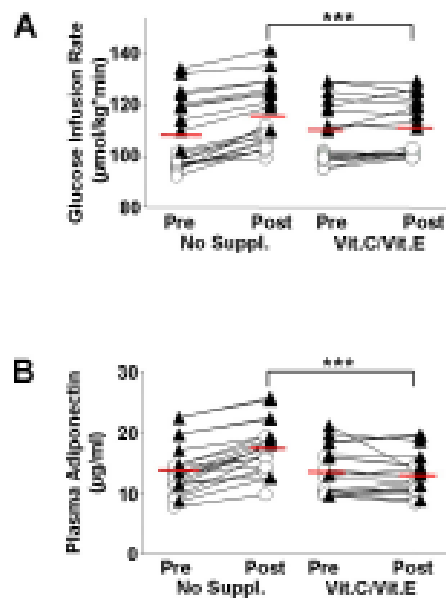 A
***
Glucose Infusion Rate
(µmol/kg*min)
140
120
100
80
Pre
Post
Pre
Post
No Suppl.
Vit.C/Vit.E
B
***
Plasma Adiponectin
(µg/ml)
30
20
10
0
Pre
Post
Pre
Post
No Suppl.
Vit.C/Vit.E